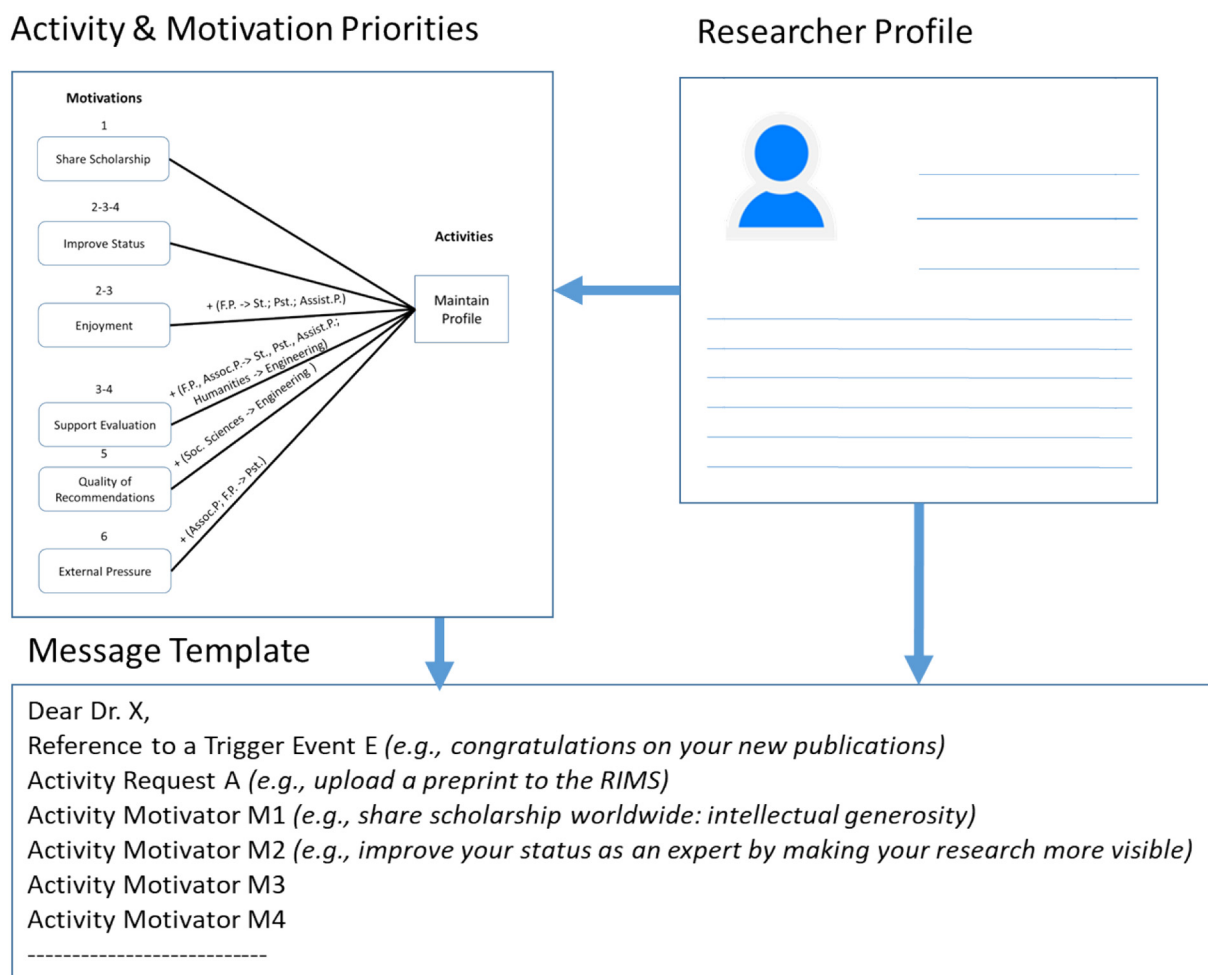 Activity & Motivation Priorities
Researcher Profile
Motivations
1
Share Scholarship
2-3-4
Improve Status
2-3
Enjoyment
3-4
Support Evaluation
5
Quality of
Recommendations
6
External Pressure
+ (F.P. -> St.; Pst.; Assist.P.)
+ (F.P., Assoc.P.-> St., Pst., Assist.P.;
Humanities -> Engineering)
+ (Soc. Sciences -> Engineering )
+ (Assoc.P; F.P. -> Pst.)
Activities
Maintain
Profile
Message Template
Dear Dr. X,
Reference to a Trigger Event E (e.g., congratulations on your new publications)
Activity Request A (e.g., upload a preprint to the RIMS)
Activity Motivator M1 (e.g., share scholarship worldwide: intellectual generosity)
Activity Motivator M2 (e.g., improve your status as an expert by making your research more visible)
Activity Motivator M3
Activity Motivator M4
---------------------------